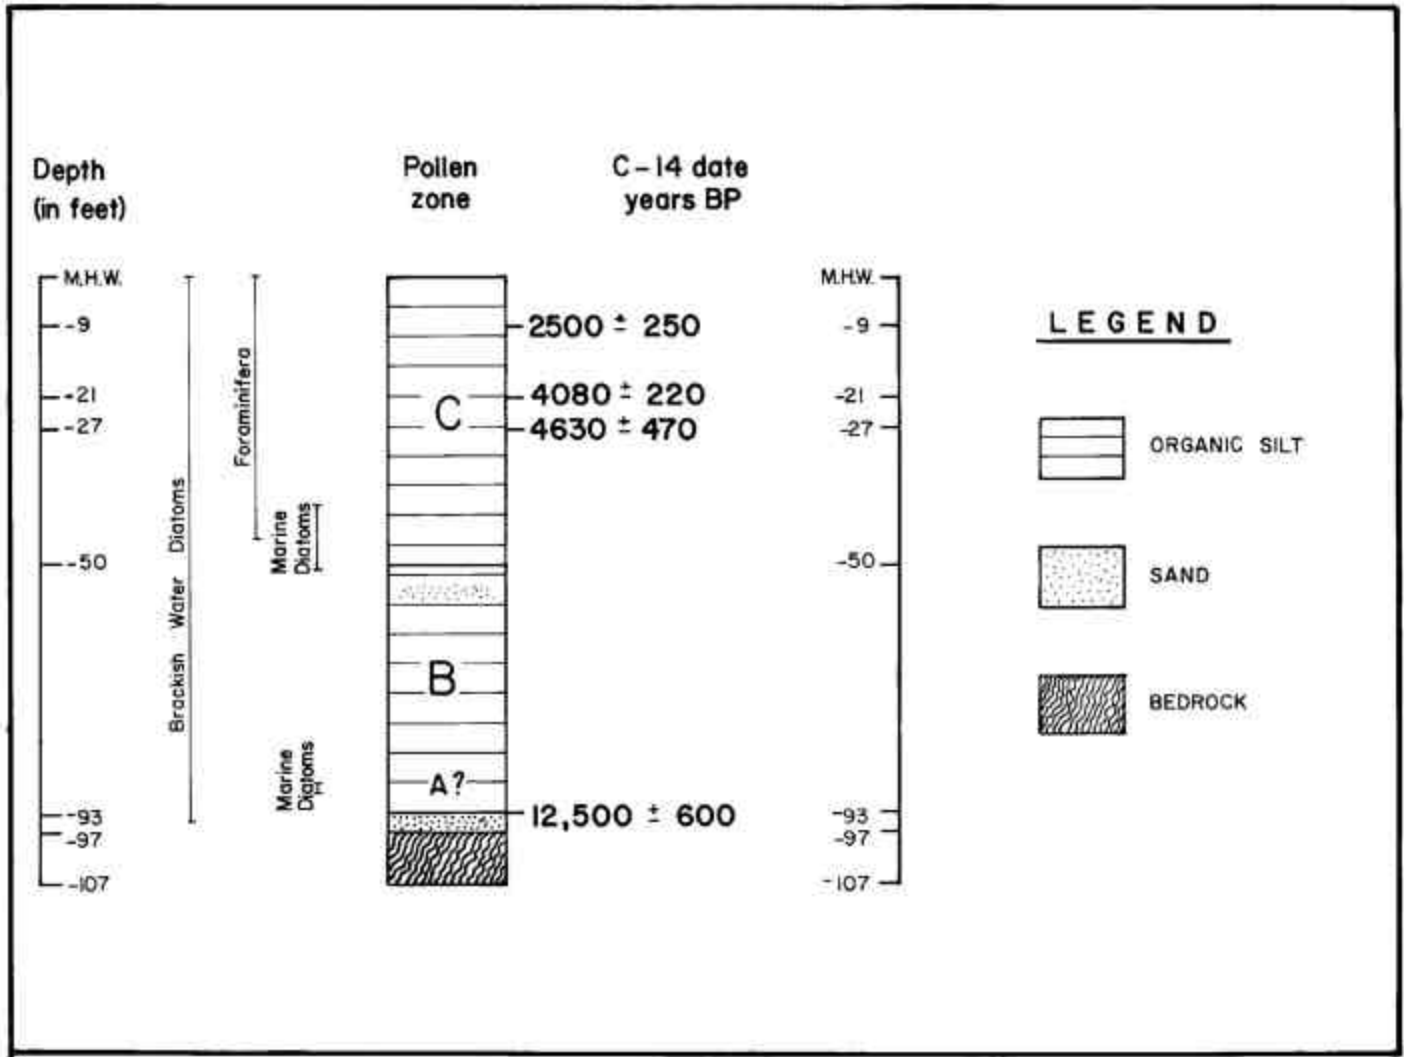 Depth
(in feet)
Pollen
zone
C-14 date
years BP
M.H.W.
-9
-21
-27
-50
-93
-97
-107
Brackish Water Diatoms
Foraminifera
Marine
Diatoms
Marine
Diatoms
C
B
A?
2500 ± 250
4080 ± 220
4630 ± 470
12,500 ± 600
M.H.W.
-9
-21
-27
-50
-93
-97
-107
LEGEND
ORGANIC SILT
SAND
BEDROCK